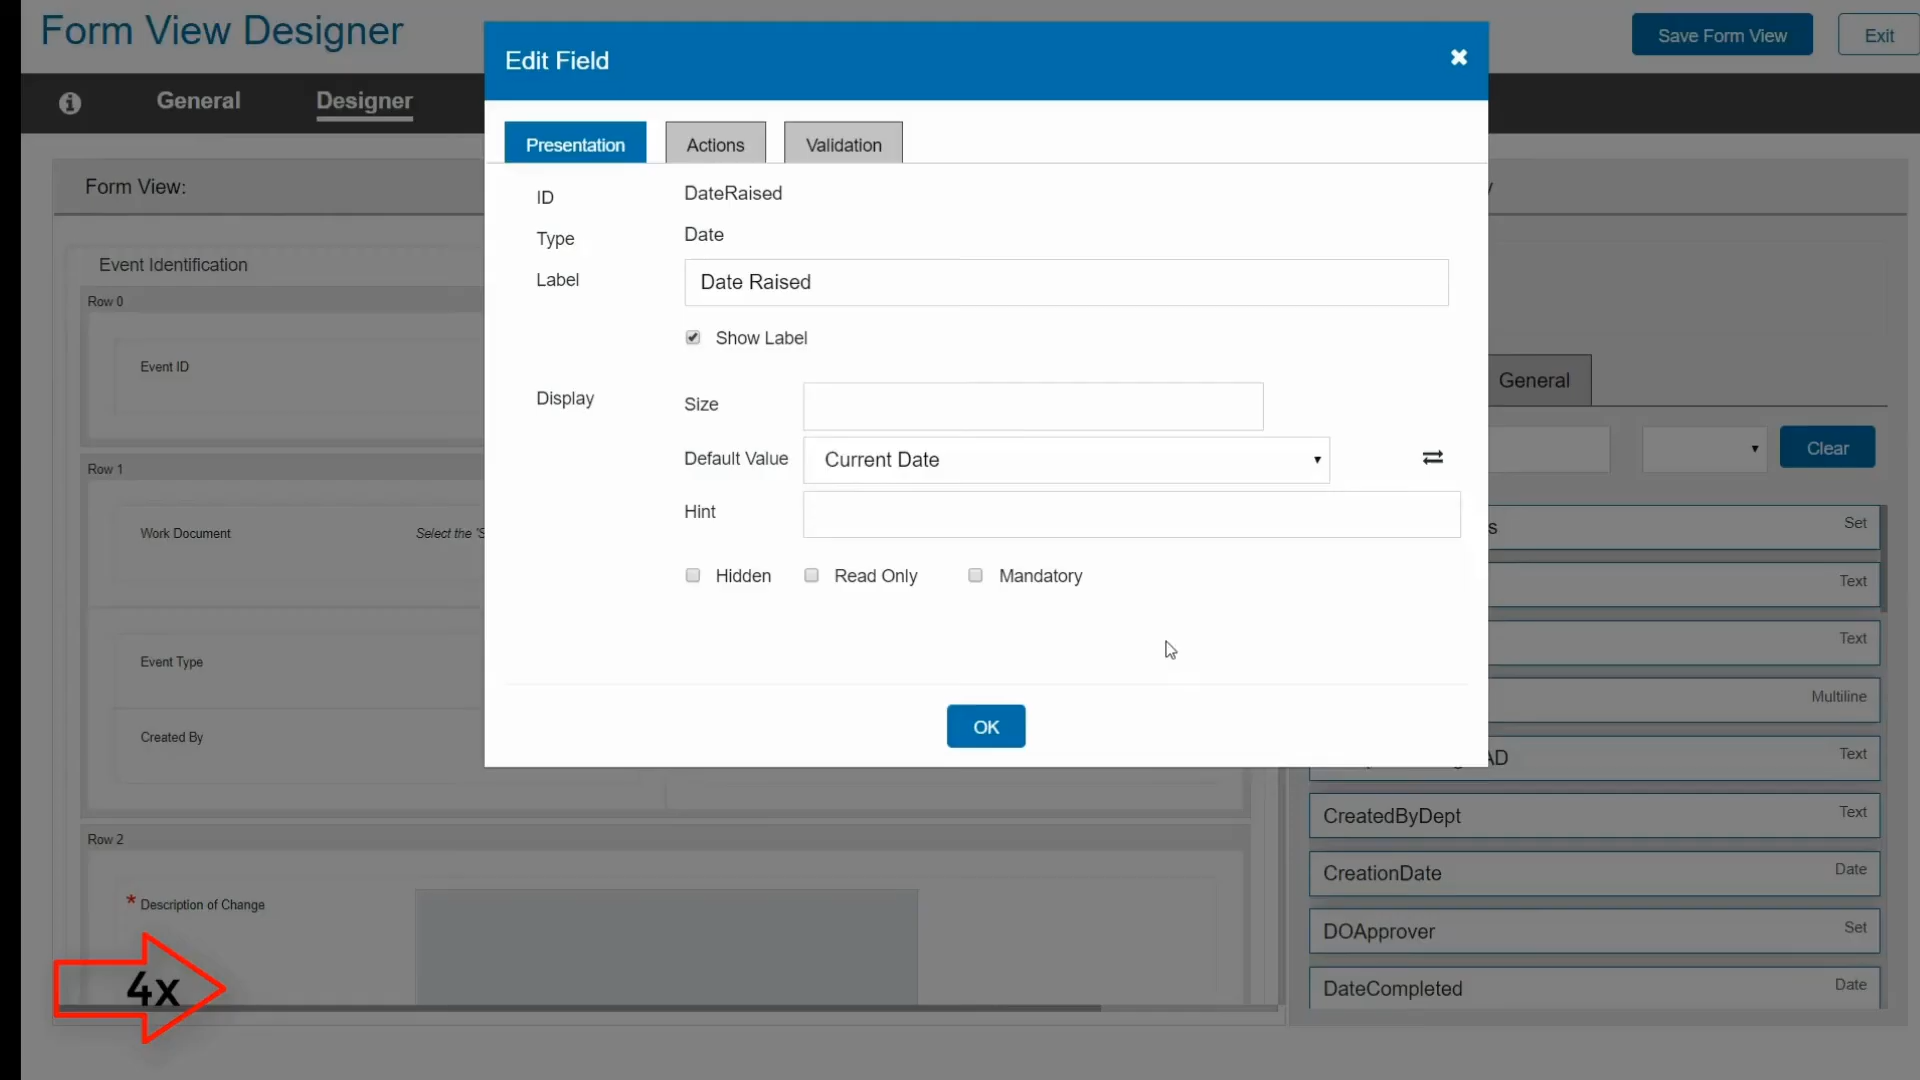 Form View Designer
Save Form View
Exit
General
Designer
Edit Field
Presentation
Actions
Validation
ID
DateRaised
Type
Date
Label
Date Raised
Show Label
Display
Size
Default Value
Current Date
Hint
Hidden
Read Only
Mandatory
OK
Form View:
Event Identification
Row 0
Event ID
Row 1
Work Document
Select the 'S
Event Type
Created By
Row 2
* Description of Change
4x
General
Clear
s
Set
Text
Text
Multiline
AD
Text
CreatedByDept
Text
CreationDate
Date
DOApprover
Set
DateCompleted
Date